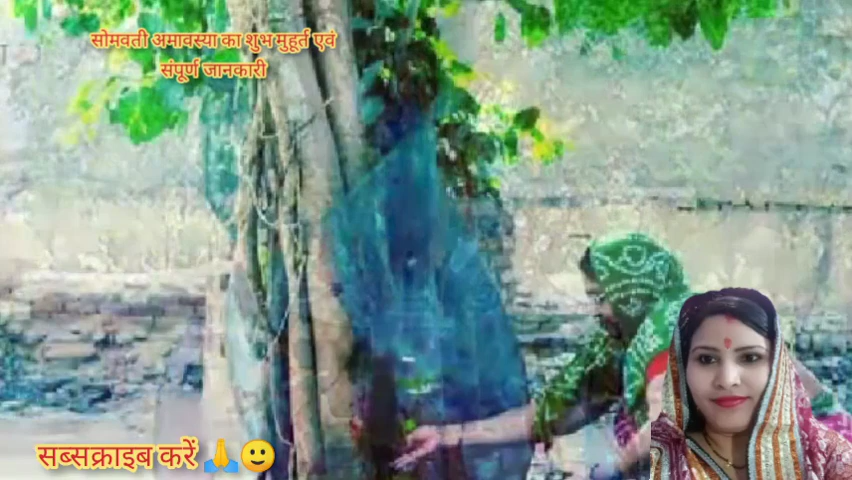 सोमवती अमावस्या का शुभ मुहूर्त एवं
संपूर्ण जानकारी
सब्सक्राइब करें 🙏🙂